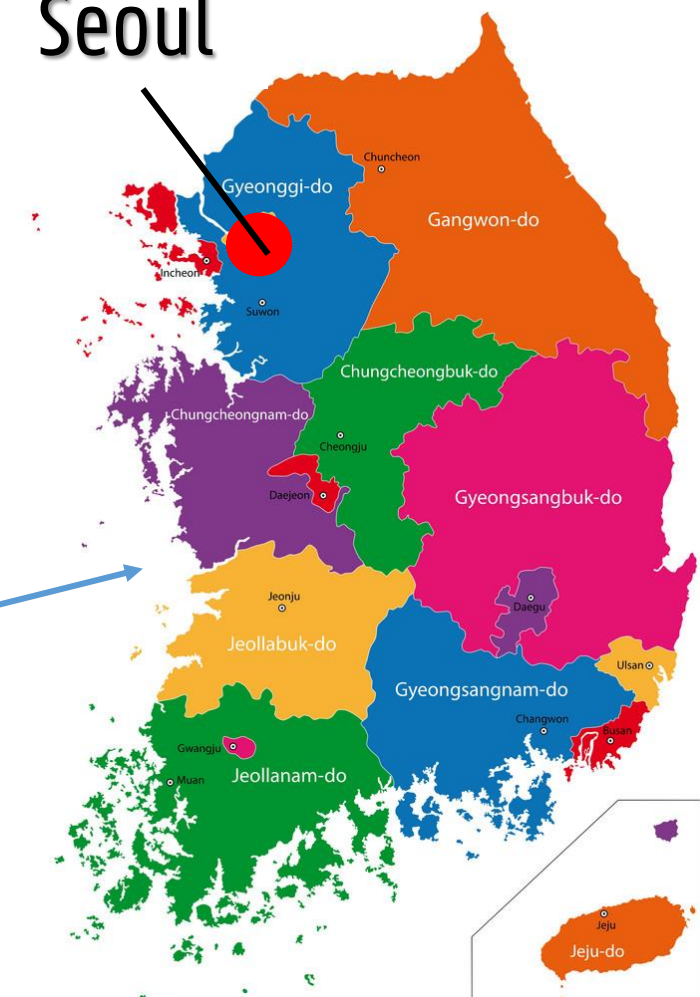 Seoul
Chuncheon
Gyeonggi-do
Gangwon-do
Incheon
Suwon
Chungcheongbuk-do
Chungcheongnam-do
Cheongju
Daejeon
Gyeongsangbuk-do
Jeonju
Daegu
Jeollabuk-do
Ulsan
Gyeongsangnam-do
Changwon
Busan
Gwangju
Jeollanam-do
Muan
Jeju
Jeju-do